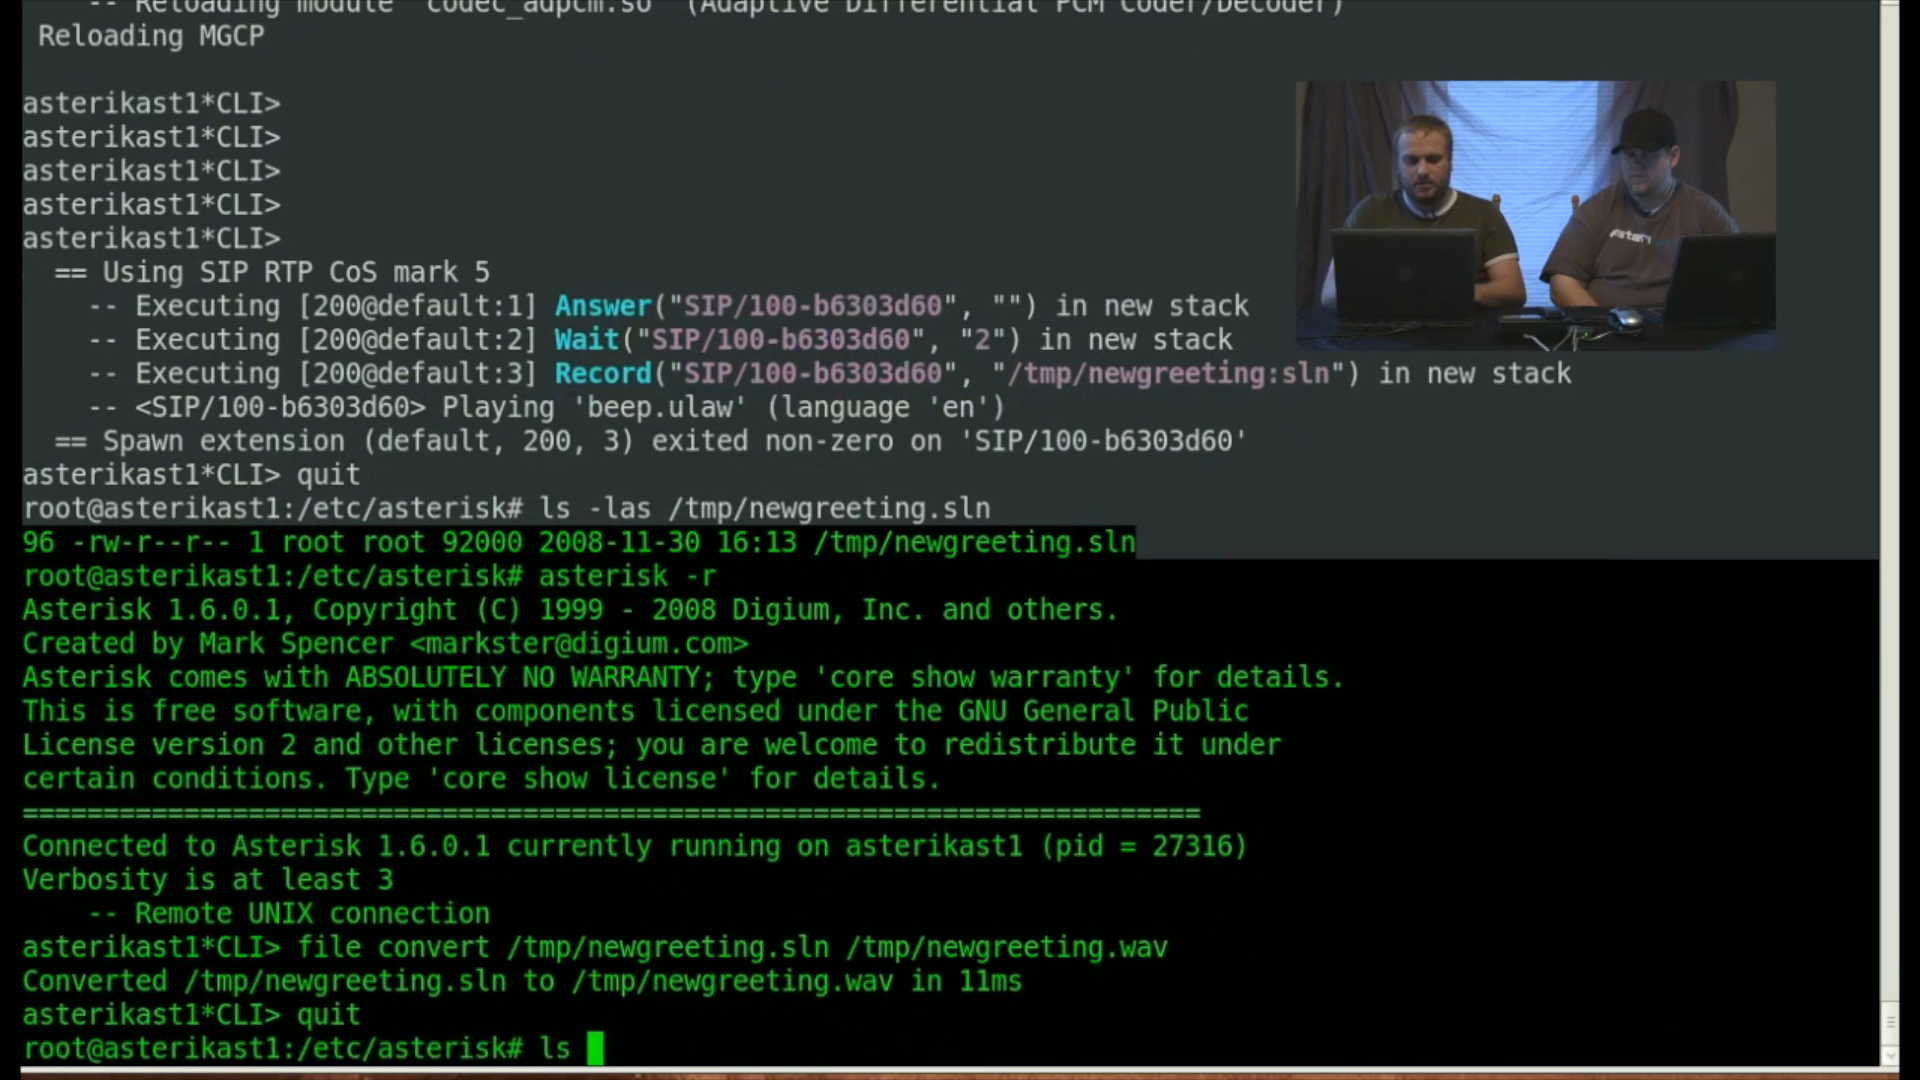 -- Reloading module 'codec_adpcm.so' (Adaptive Differential PCM Coder/Decoder)
Reloading MGCP
asterikast1*CLI>
asterikast1*CLI>
asterikast1*CLI>
asterikast1*CLI>
asterikast1*CLI>
== Using SIP RTP CoS mark 5
-- Executing [200@default:1] Answer("SIP/100-b6303d60", "") in new stack
-- Executing [200@default:2] Wait("SIP/100-b6303d60", "2") in new stack
-- Executing [200@default:3] Record("SIP/100-b6303d60", "/tmp/newgreeting:sln") in new stack
-- <SIP/100-b6303d60> Playing 'beep.ulaw' (language 'en')
== Spawn extension (default, 200, 3) exited non-zero on 'SIP/100-b6303d60'
asterikast1*CLI> quit
root@asterikast1:/etc/asterisk# ls -las /tmp/newgreeting.sln
96 -rw-r--r-- 1 root root 92000 2008-11-30 16:13 /tmp/newgreeting.sln
root@asterikast1:/etc/asterisk# asterisk -r
Asterisk 1.6.0.1, Copyright (C) 1999 - 2008 Digium, Inc. and others.
Created by Mark Spencer <markster@digium.com>
Asterisk comes with ABSOLUTELY NO WARRANTY; type 'core show warranty' for details.
This is free software, with components licensed under the GNU General Public
License version 2 and other licenses; you are welcome to redistribute it under
certain conditions. Type 'core show license' for details.
=========================================================================
Connected to Asterisk 1.6.0.1 currently running on asterikast1 (pid = 27316)
Verbosity is at least 3
-- Remote UNIX connection
asterikast1*CLI> file convert /tmp/newgreeting.sln /tmp/newgreeting.wav
Converted /tmp/newgreeting.sln to /tmp/newgreeting.wav in 11ms
asterikast1*CLI> quit
root@asterikast1:/etc/asterisk# ls